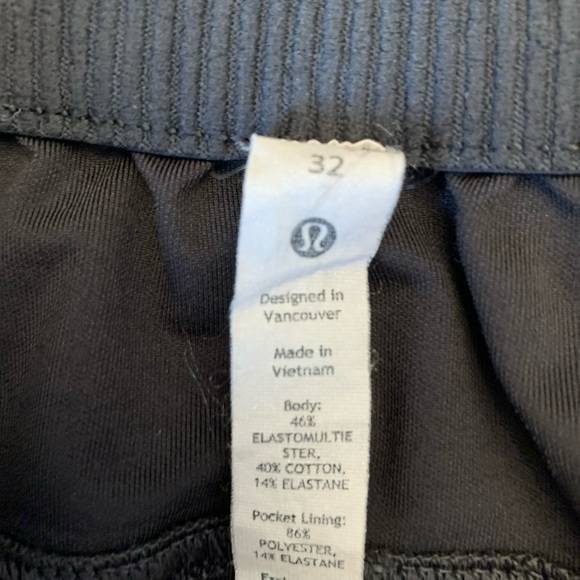 32
Designed in
Vancouver
Made in
Vietnam
Body:
46%
ELASTOMULTIE
STER,
40% COTTON,
14% ELASTANE
Pocket Lining:
86%
POLYESTER,
14% ELASTANE